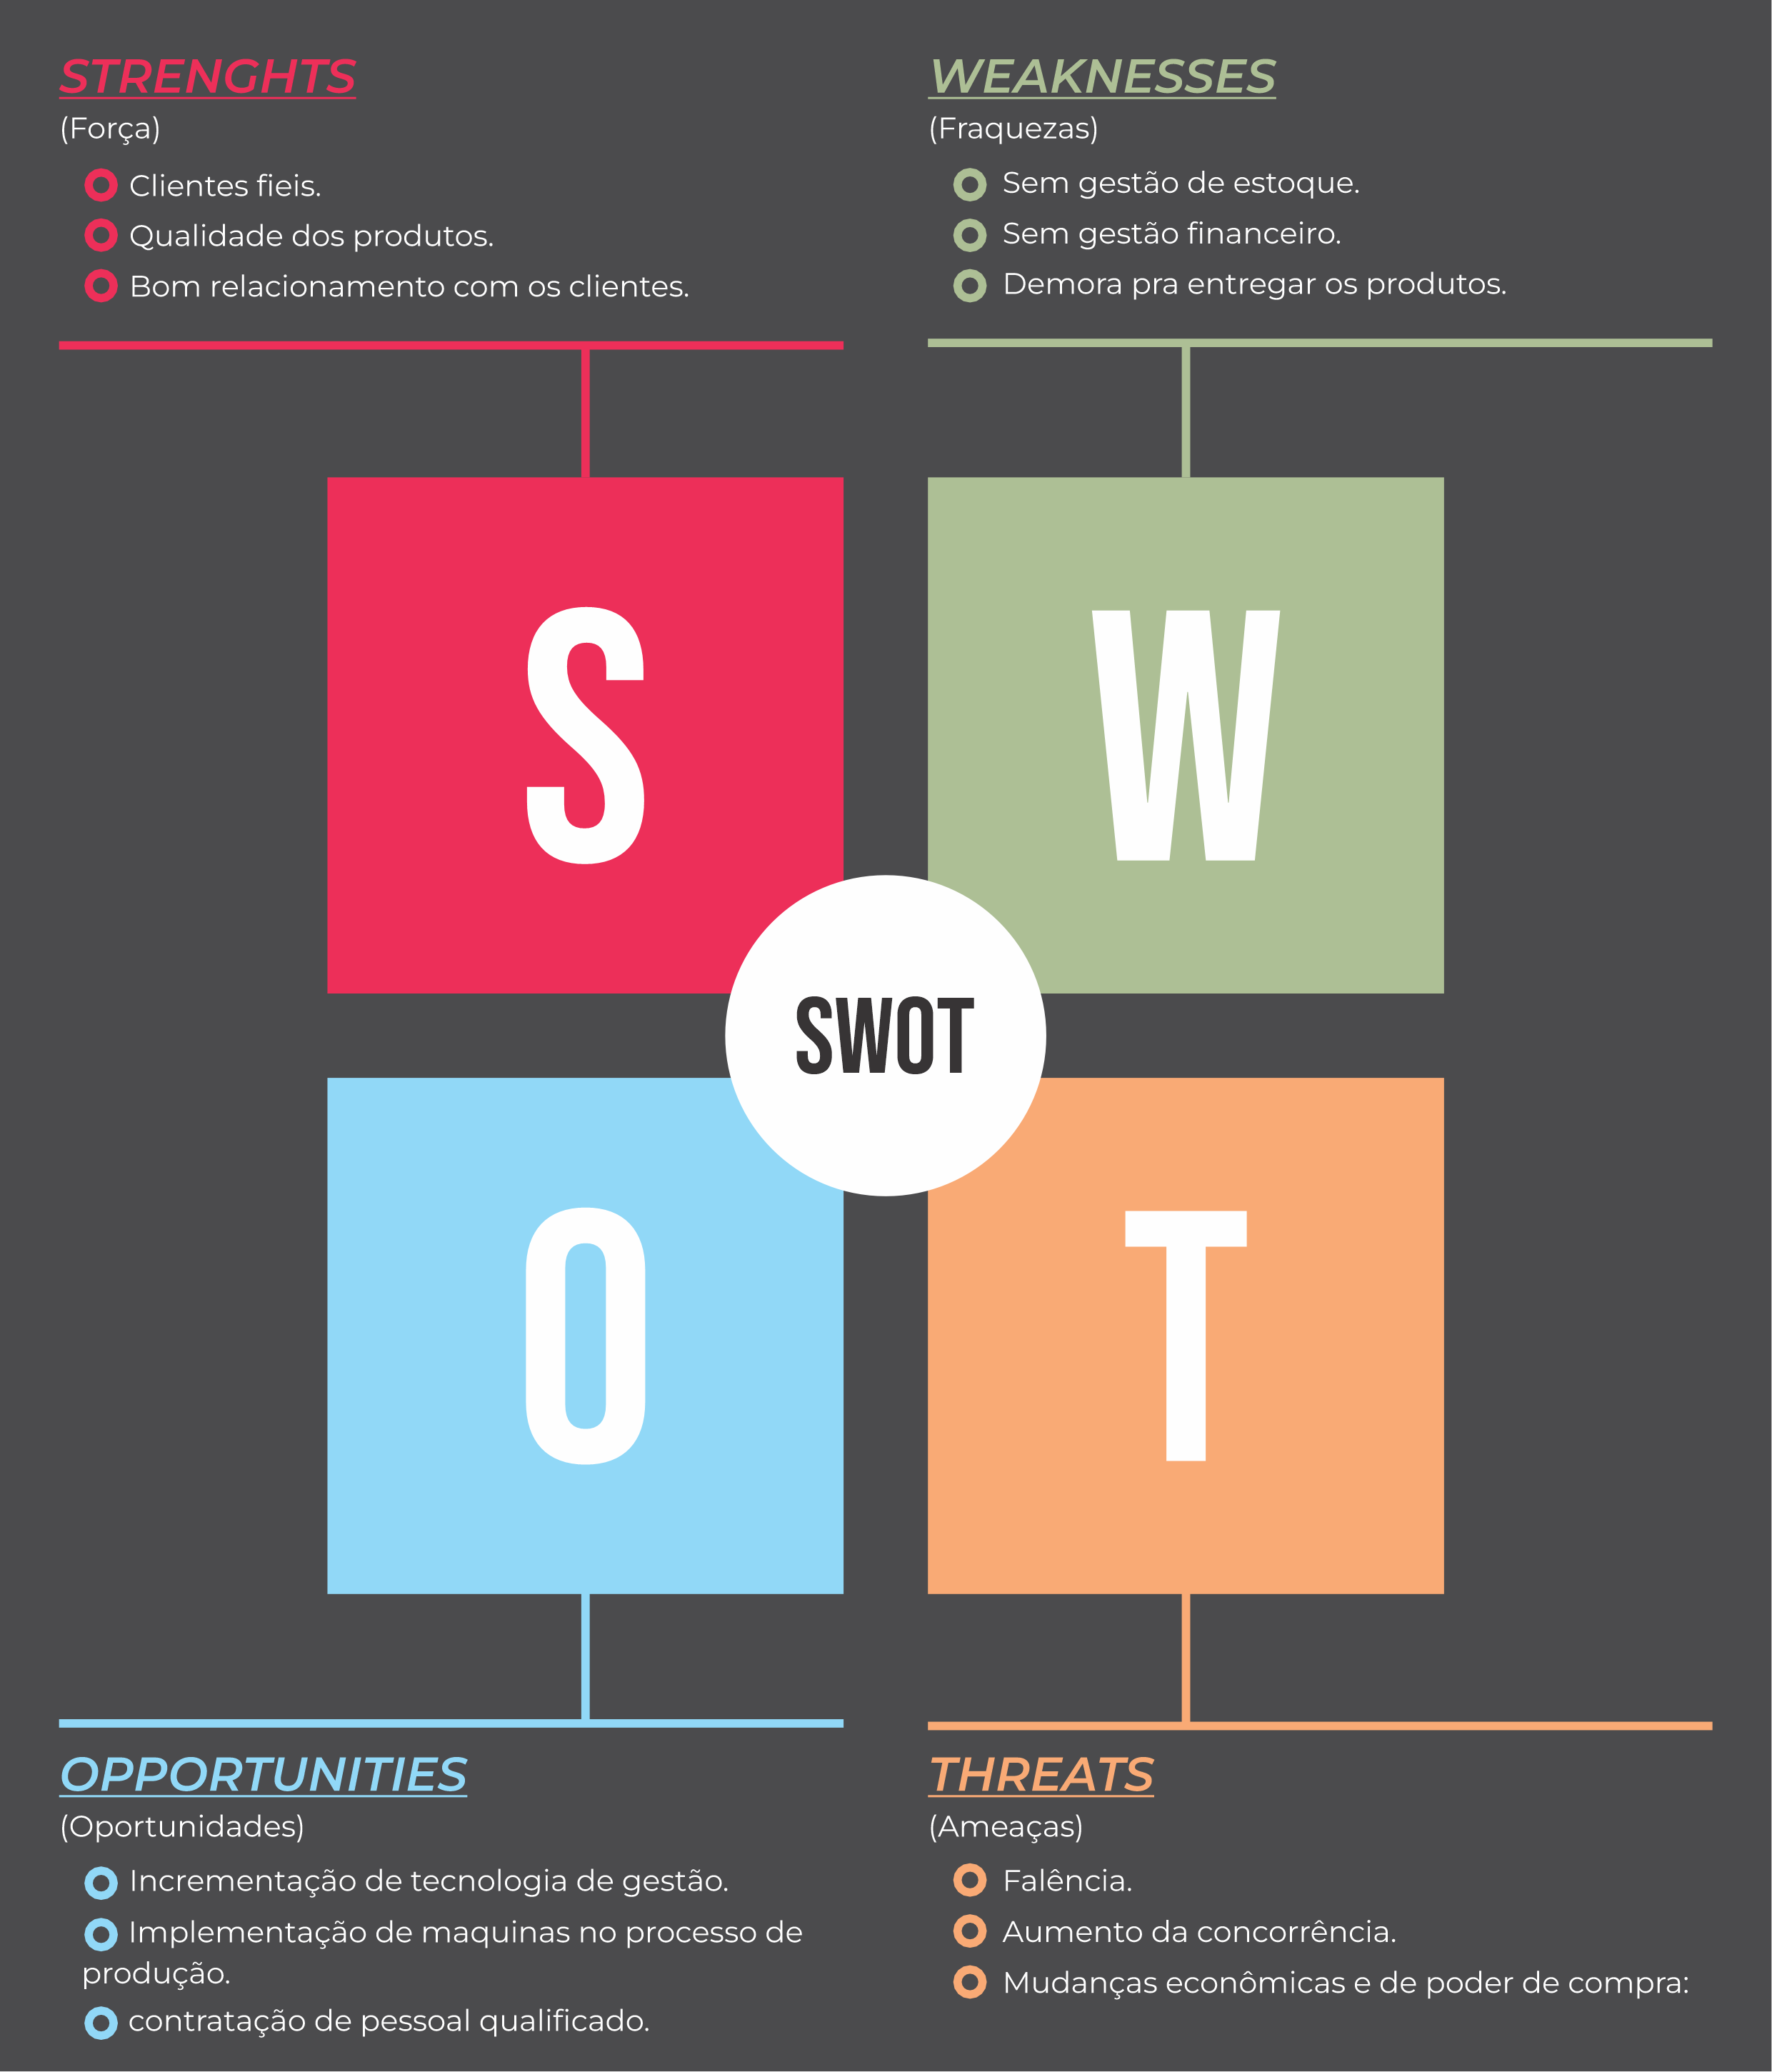 STRENGHTS
(Força)
Clientes fieis.
Qualidade dos produtos.
Bom relacionamento com os clientes.
WEAKNESSES
(Fraquezas)
Sem gestão de estoque.
Sem gestão financeiro.
Demora pra entregar os produtos.
S
W
SWOT
O
T
OPPORTUNITIES
(Oportunidades)
Incrementação de tecnologia de gestão.
Implementação de maquinas no processo de
produção.
contratação de pessoal qualificado.
THREATS
(Ameaças)
Falência.
Aumento da concorrência.
Mudanças econômicas e de poder de compra: